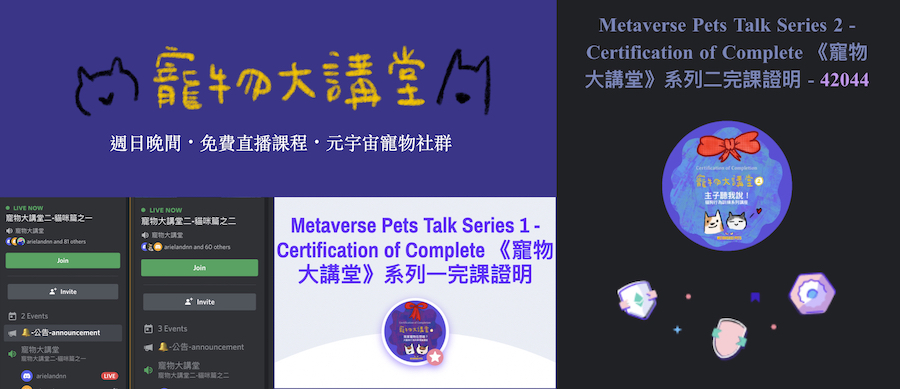 寵物大講堂
週日晚間・免費直播課程・元宇宙寵物社群
LIVE NOW
寵物大講堂二-貓咪篇之一
寵物大講堂
arielandnn and 81 others
Join
Invite
2 Events
🔔-公告-announcement
寵物大講堂
寵物大講堂二-貓咪篇之一
arielandnn
LIVE
LIVE NOW
寵物大講堂二-貓咪篇之二
寵物大講堂
arielandnn and 60 others
Join
Invite
3 Events
🔔-公告-announcement
寵物大講堂
寵物大講堂二-貓咪篇之二
Metaverse Pets Talk Series 1 -
Certification of Complete 《寵物
大講堂》系列一完課證明
寵物大講堂
Metaverse Pets Talk Series 2 -
Certification of Complete 《寵物
大講堂》系列二完課證明 - 42044
Certification of Completion
寵物大講堂
主子聽我說！